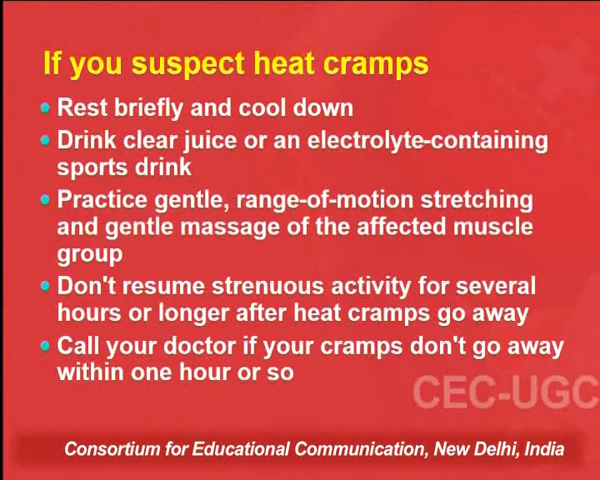 If you suspect heat cramps
Rest briefly and cool down
Drink clear juice or an electrolyte-containing
sports drink
Practice gentle, range-of-motion stretching
and gentle massage of the affected muscle
group
Don't resume strenuous activity for several
hours or longer after heat cramps go away
Call your doctor if your cramps don't go away
within one hour or so
CEC-UGC
Consortium for Educational Communication, New Delhi, India